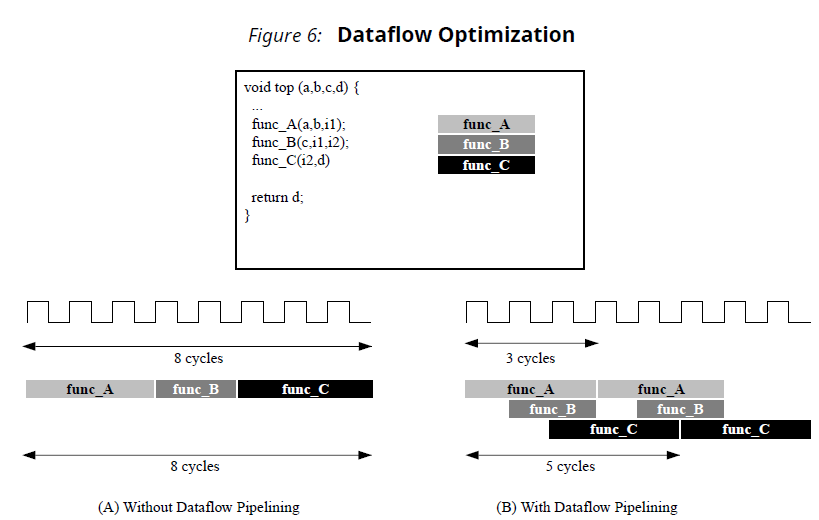 Figure 6: Dataflow Optimization
void top (a,b,c,d) {
...
func_A(a,b,i1);
func_B(c,i1,i2);
func_C(i2,d)
return d;
}
func_A
func_B
func_C
8 cycles
func_A func_B func_C
8 cycles
(A) Without Dataflow Pipelining
3 cycles
func_A func_A
func_B func_B
func_C func_C
5 cycles
(B) With Dataflow Pipelining